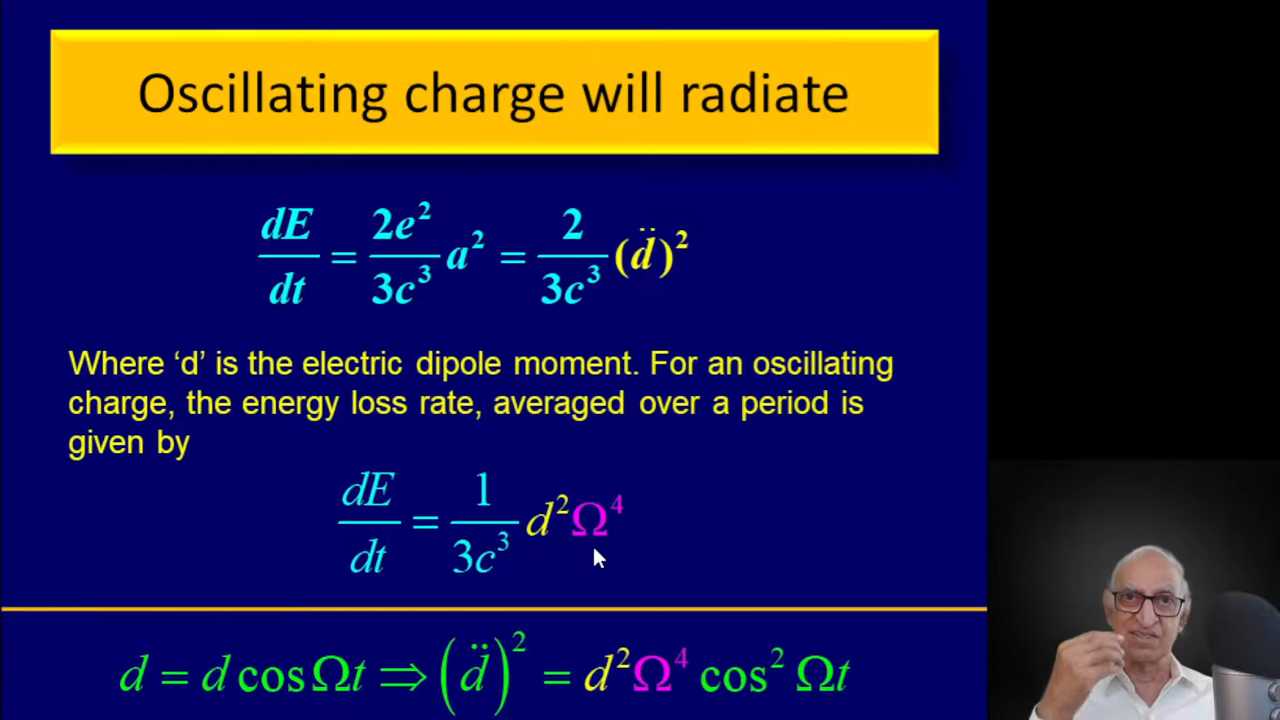 Oscillating charge will radiate
dE/dt = 2e²/3c³ a² = 2/3c³ (d̈)²
Where ‘d’ is the electric dipole moment. For an oscillating
charge, the energy loss rate, averaged over a period is
given by
dE/dt = 1/3c³ d²Ω⁴
d = d cos Ωt ⇒ (d̈)² = d²Ω⁴ cos² Ωt